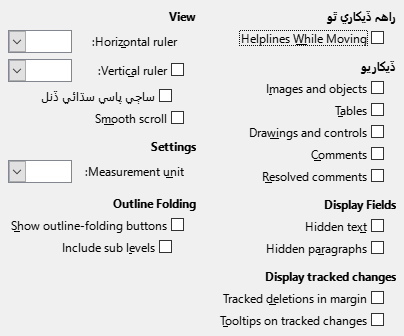 راهہ ڏيکاري ٿو
Helplines While Moving
ڏيکاريو
Images and objects
Tables
Drawings and controls
Comments
Resolved comments
Display Fields
Hidden text
Hidden paragraphs
Display tracked changes
Tracked deletions in margin
Tooltips on tracked changes
View
Horizontal ruler:
Vertical ruler:
ساڄي پاسي سڌائي ڏنل
Smooth scroll
Settings
Measurement unit:
Outline Folding
Show outline-folding buttons
Include sub levels